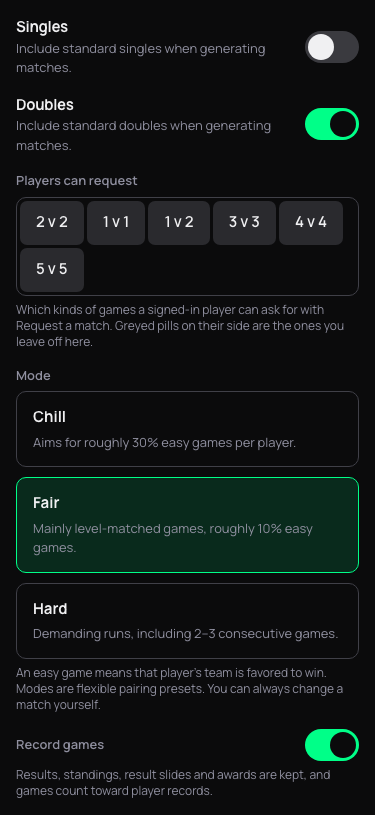 Singles
Include standard singles when generating
matches.
Doubles
Include standard doubles when generating
matches.
Players can request
2 v 2 1 v 1 1 v 2 3 v 3 4 v 4
5 v 5
Which kinds of games a signed-in player can ask for with
Request a match. Greyed pills on their side are the ones you
leave off here.
Mode
Chill
Aims for roughly 30% easy games per player.
Fair
Mainly level-matched games, roughly 10% easy
games.
Hard
Demanding runs, including 2–3 consecutive games.
An easy game means that player's team is favored to win.
Modes are flexible pairing presets. You can always change a
match yourself.
Record games
Results, standings, result slides and awards are kept, and
games count toward player records.